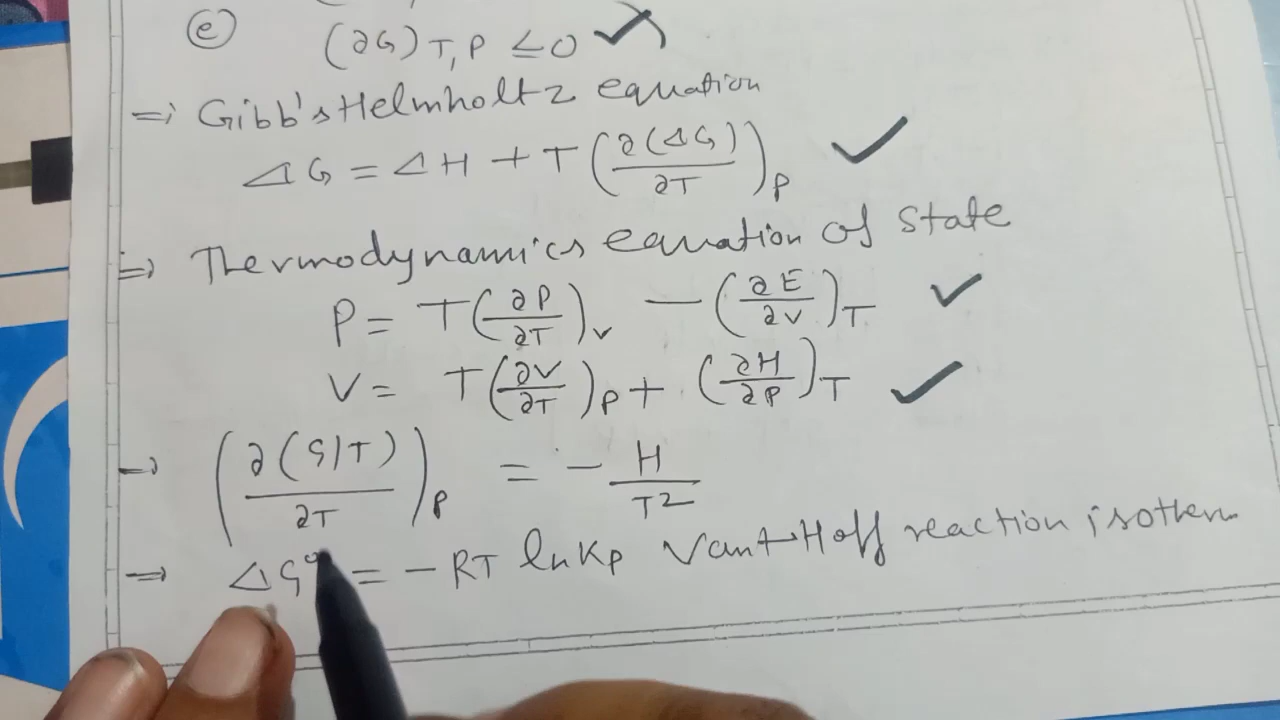 (e) (∂G)T,P ≤0
=> Gibb's Helmholtz equation
ΔG = ΔH + T(∂(ΔG)/∂T)P
=> Thermodynamics equation of State
P = T(∂P/∂T)V - (∂E/∂V)T
V = T(∂V/∂T)P + (∂H/∂P)T
=> (∂(G/T)/∂T)P = - H/T2
=> ΔG° = -RT lnKP Vant Hoff reaction isotherm